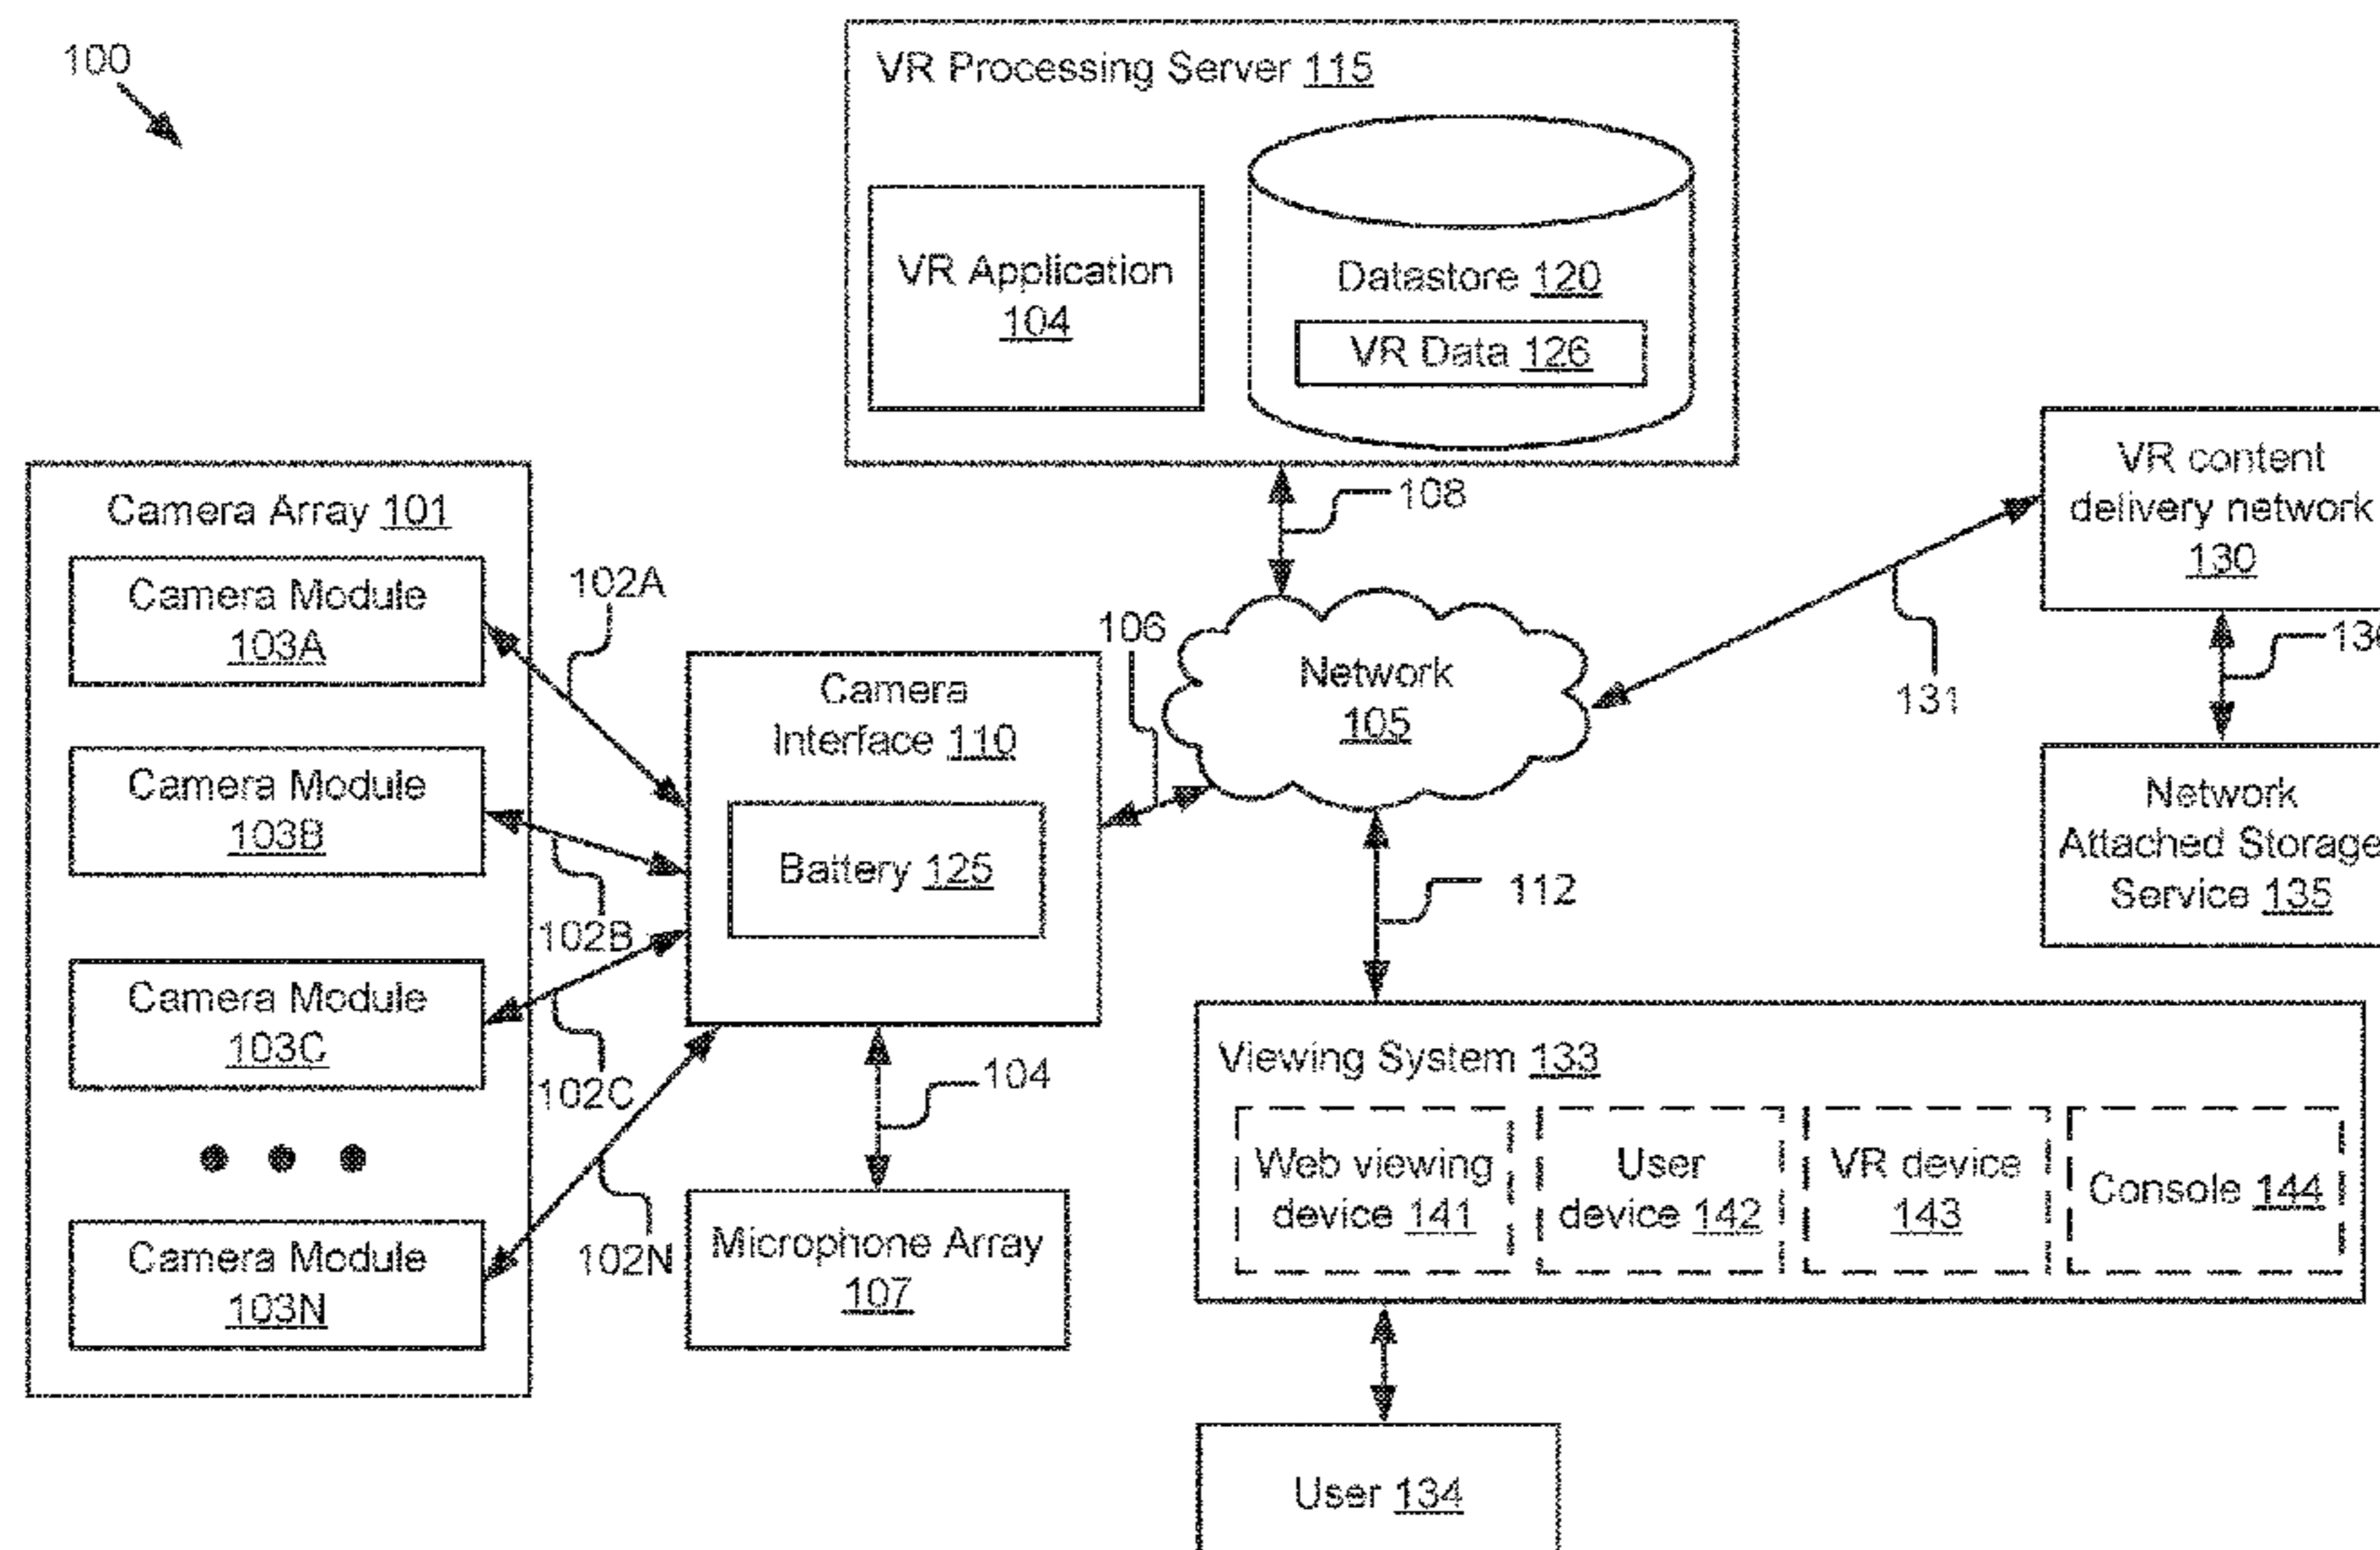 100
VR Processing Server 115
VR Application
104
Datastore 120
VR Data 126
108
Camera Array 101
Camera Module
103A
Camera Module
103B
Camera Module
103C
Camera Module
103N
102A
102B
102C
102N
Camera
Interface 110
Battery 125
106
Network
105
104
Microphone Array
107
131
VR content
delivery network
130
Network
Attached Storage
Service 135
112
Viewing System 133
Web viewing
device 141
User
device 142
VR device
143
Console 144
User 134